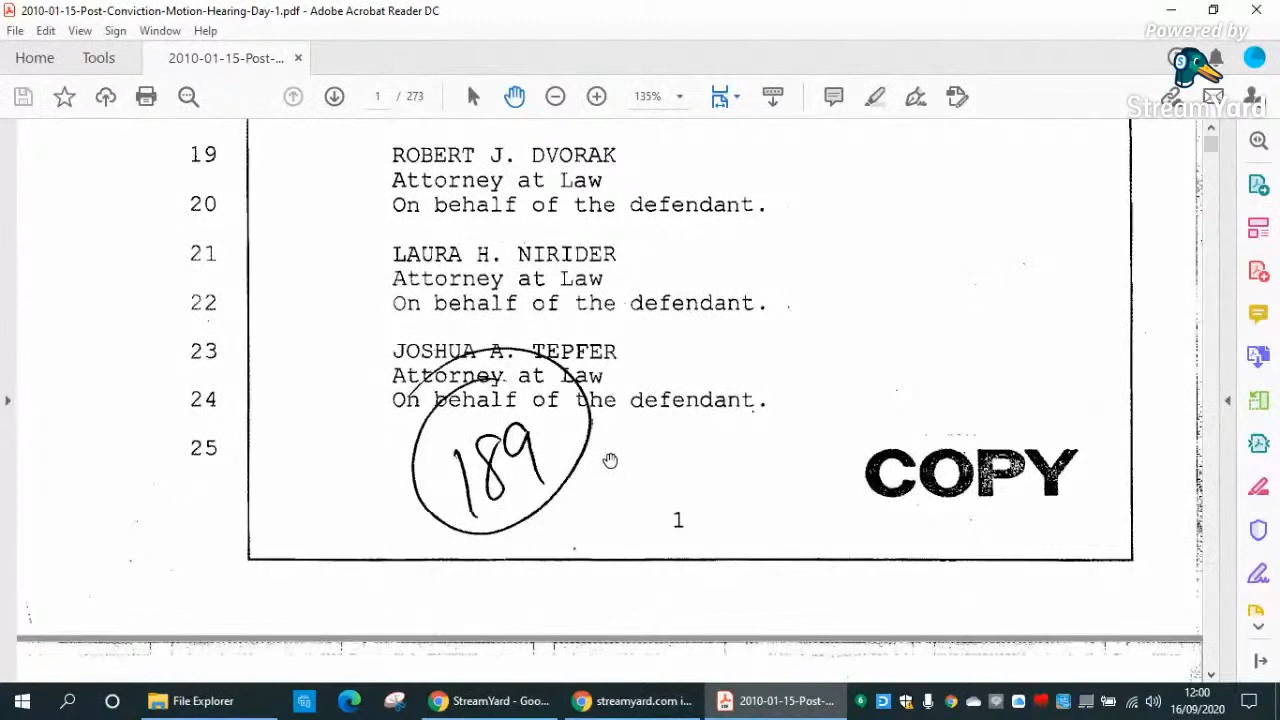 2010-01-15-Post-Conviction-Motion-Hearing-Day-1.pdf - Adobe Acrobat Reader DC
File Edit View Sign Window Help
Powered by
StreamYard
Home Tools 2010-01-15-Post-... ×
1 / 273 135%
19 ROBERT J. DVORAK
Attorney at Law
20 On behalf of the defendant.
21 LAURA H. NIRIDER
Attorney at Law
22 On behalf of the defendant.
23 JOSHUA A. TEPFER
Attorney at Law
24 On behalf of the defendant.
25
189
COPY
1
File Explorer StreamYard - Goo... streamyard.com i... 2010-01-15-Post-...
12:00
16/09/2020